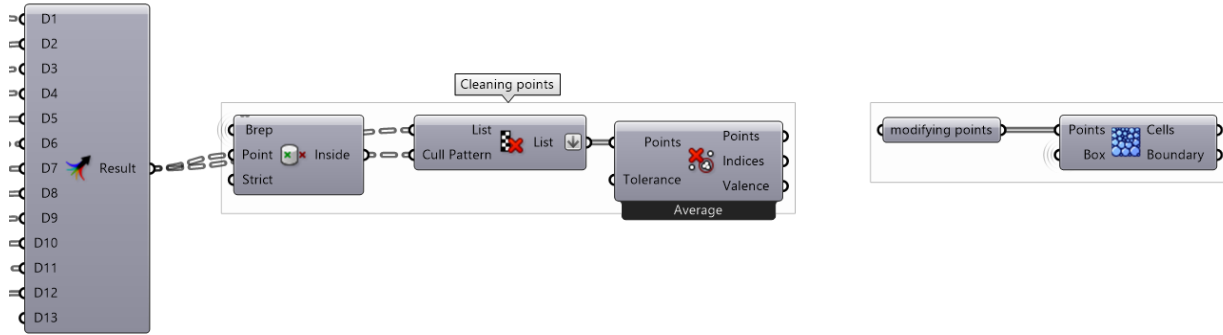 D1
D2
D3
D4
D5
D6
D7
D8
D9
D10
D11
D12
D13
Result
Brep
Point
Strict
Inside
Cleaning points
List
Cull Pattern
List
Points
Tolerance
Points
Indices
Valence
Average
modifying points
Points
Box
Cells
Boundary